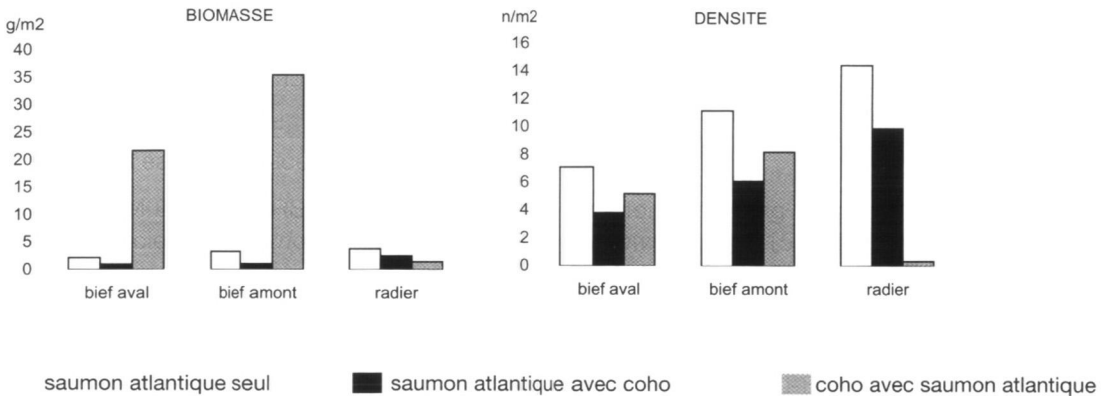 BIOMASSE
g/m2
40
35
30
25
20
15
10
5
0
bief aval bief amont radier
DENSITE
n/m2
16
14
12
10
8
6
4
2
0
bief aval bief amont radier
saumon atlantique seul saumon atlantique avec coho coho avec saumon atlantique